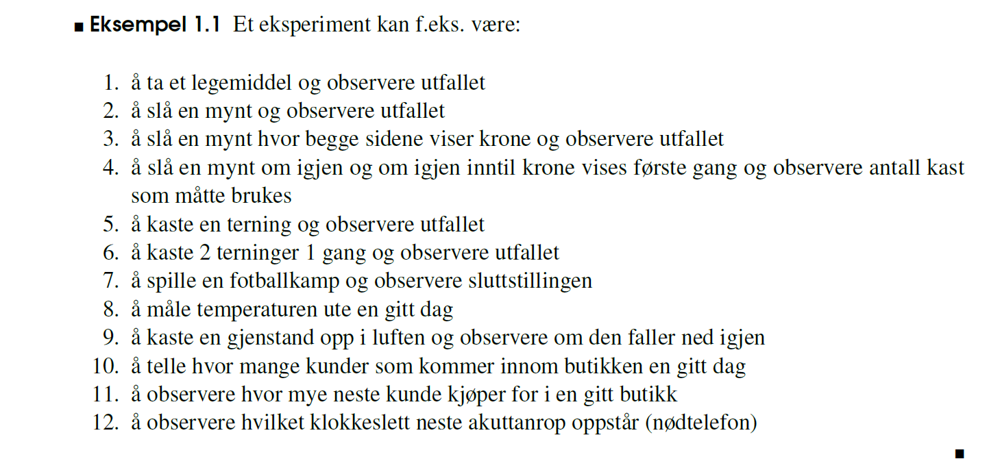 ■ Eksempel 1.1 Et eksperiment kan f.eks. være:
1. å ta et legemiddel og observere utfallet
2. å slå en mynt og observere utfallet
3. å slå en mynt hvor begge sidene viser krone og observere utfallet
4. å slå en mynt om igjen og om igjen inntil krone vises første gang og observere antall kast
som måtte brukes
5. å kaste en terning og observere utfallet
6. å kaste 2 terninger 1 gang og observere utfallet
7. å spille en fotballkamp og observere sluttstillingen
8. å måle temperaturen ute en gitt dag
9. å kaste en gjenstand opp i luften og observere om den faller ned igjen
10. å telle hvor mange kunder som kommer innom butikken en gitt dag
11. å observere hvor mye neste kunde kjøper for i en gitt butikk
12. å observere hvilket klokkeslett neste akuttanrop oppstår (nødtelefon)
■